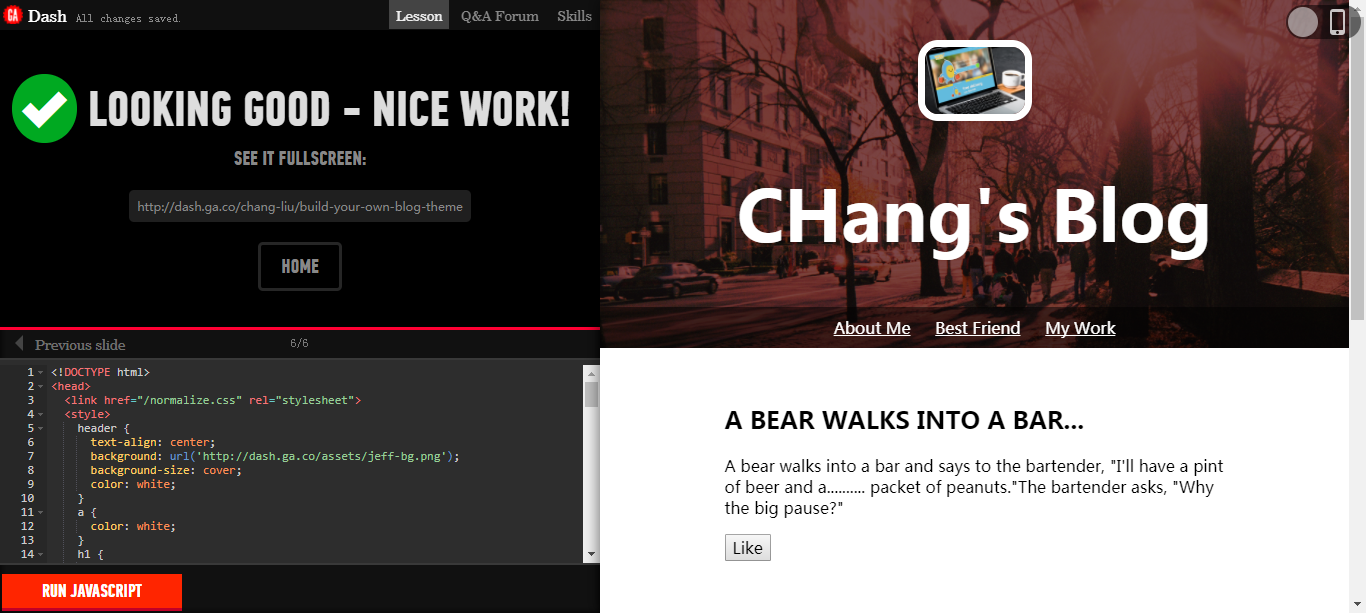 GA Dash All changes saved. Lesson Q&A Forum Skills
LOOKING GOOD - NICE WORK!
SEE IT FULLSCREEN:
http://dash.ga.co/chang-liu/build-your-own-blog-theme
HOME
Previous slide 6/6
1 <!DOCTYPE html>
2 <head>
3 <link href="/normalize.css" rel="stylesheet">
4 <style>
5 header {
6 text-align: center;
7 background: url('http://dash.ga.co/assets/jeff-bg.png');
8 background-size: cover;
9 color: white;
10 }
11 a {
12 color: white;
13 }
14 h1 {
RUN JAVASCRIPT
CHang's Blog
About Me Best Friend My Work
A BEAR WALKS INTO A BAR...
A bear walks into a bar and says to the bartender, "I'll have a pint
of beer and a.......... packet of peanuts."The bartender asks, "Why
the big pause?"
Like